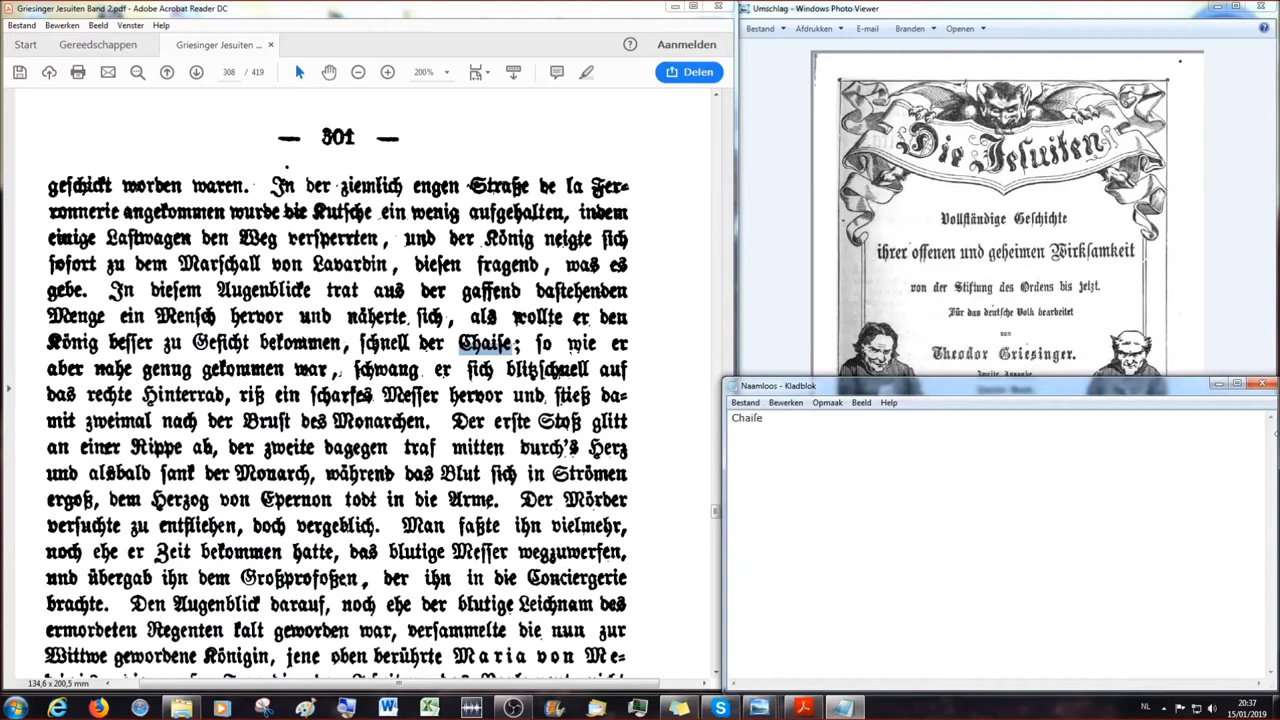 Griesinger Jesuiten Band 2.pdf - Adobe Acrobat Reader DC
Bestand Bewerken Beeld Venster Help
Start Gereedschappen Griesinger Jesuiten ... × Aanmelden
308 / 419 200% Delen
— 301 —
geſchickt worden waren. In der ziemlich engen Straße de la Fer=
ronnerie angekommen wurde die Kutſche ein wenig aufgehalten, indem
einige Laſtwagen den Weg verſperrten, und der König neigte ſich
ſofort zu dem Marſchall von Lavardin, dieſen fragend, was es
gebe. In dieſem Augenblicke trat aus der gaffend daſtehenden
Menge ein Menſch hervor und näherte ſich, als wollte er den
König beſſer zu Geſicht bekommen, ſchnell der Chaiſe; ſo wie er
aber nahe genug gekommen war, ſchwang er ſich blitzſchnell auf
das rechte Hinterrad, riß ein ſcharfes Meſſer hervor und ſtieß da=
mit zweimal nach der Bruſt des Monarchen. Der erſte Stoß glitt
an einer Rippe ab, der zweite dagegen traf mitten durch's Herz
und alsbald ſank der Monarch, während das Blut ſich in Strömen
ergoß, dem Herzog von Epernon todt in die Arme. Der Mörder
verſuchte zu entfliehen, doch vergeblich. Man faßte ihn vielmehr,
noch ehe er Zeit bekommen hatte, das blutige Meſſer wegzuwerfen,
und übergab ihn dem Großprofoßen, der ihn in die Conciergerie
brachte. Den Augenblick darauf, noch ehe der blutige Leichnam des
ermordeten Regenten kalt geworden war, verſammelte die nun zur
Wittwe gewordene Königin, jene oben berührte Maria von Me=
134,6 x 200,5 mm
Umschlag - Windows Photo Viewer
Bestand Afdrukken E-mail Branden Openen
Die Jeſuiten
Vollſtändige Geſchichte
ihrer offenen und geheimen Wirkſamkeit
von der Stiftung des Ordens bis jetzt.
Für das deutſche Volk bearbeitet
von
Theodor Grieſinger.
Zweite Ausgabe
Naamloos - Kladblok
Bestand Bewerken Opmaak Beeld Help
Chaiſe
NL 20:37
15/01/2019